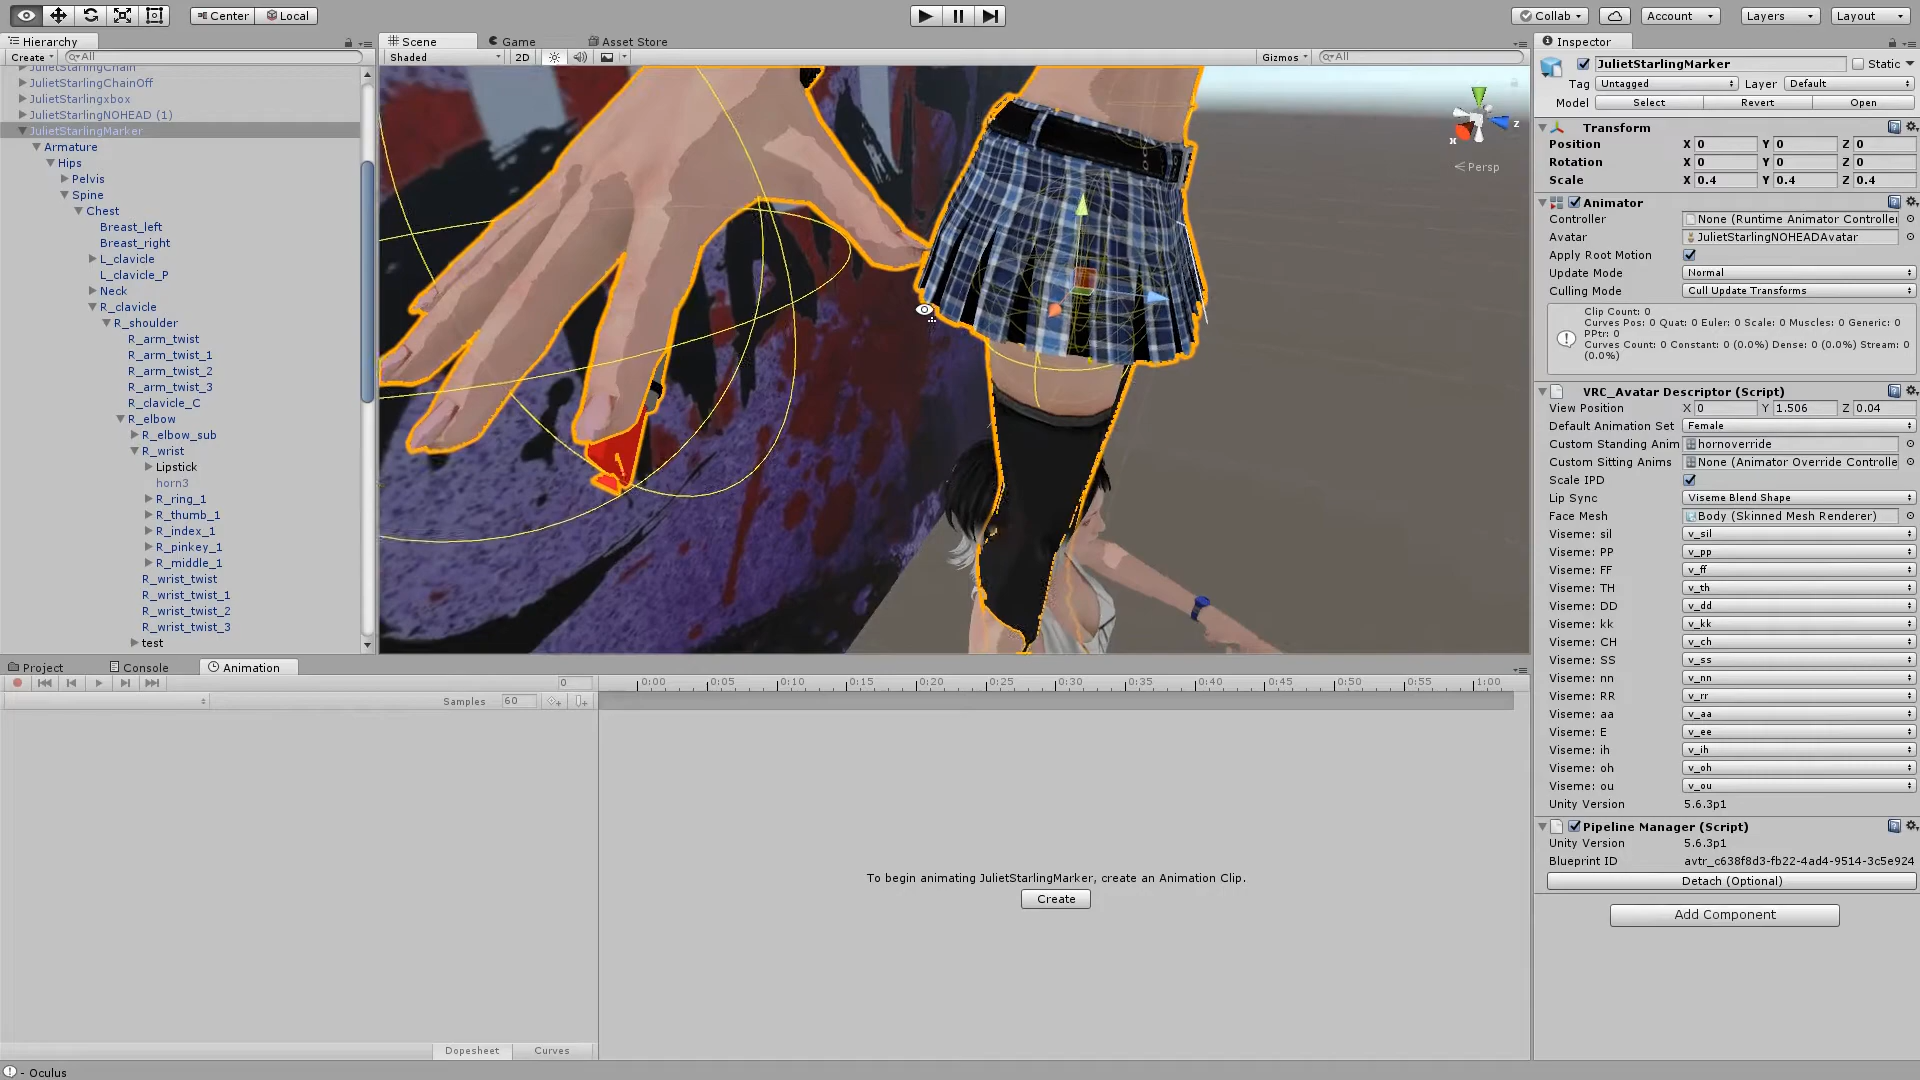 Center
Local
Collab
Account
Layers
Layout
Hierarchy
Create
All
JulietStarlingChain
JulietStarlingChainOff
JulietStarlingxbox
JulietStarlingNOHEAD (1)
JulietStarlingMarker
Armature
Hips
Pelvis
Spine
Chest
Breast_left
Breast_right
L_clavicle
L_clavicle_P
Neck
R_clavicle
R_shoulder
R_arm_twist
R_arm_twist_1
R_arm_twist_2
R_arm_twist_3
R_clavicle_C
R_elbow
R_elbow_sub
R_wrist
Lipstick
horn3
R_ring_1
R_thumb_1
R_index_1
R_pinkey_1
R_middle_1
R_wrist_twist
R_wrist_twist_1
R_wrist_twist_2
R_wrist_twist_3
test
Scene Game Asset Store
Shaded 2D Gizmos All
x z
Persp
Inspector
JulietStarlingMarker Static
Tag Untagged Layer Default
Model Select Revert Open
Transform
Position X 0 Y 0 Z 0
Rotation X 0 Y 0 Z 0
Scale X 0.4 Y 0.4 Z 0.4
Animator
Controller None (Runtime Animator Controller
Avatar JulietStarlingNOHEADAvatar
Apply Root Motion
Update Mode Normal
Culling Mode Cull Update Transforms
Clip Count: 0
Curves Pos: 0 Quat: 0 Euler: 0 Scale: 0 Muscles: 0 Generic: 0
PPtr: 0
Curves Count: 0 Constant: 0 (0.0%) Dense: 0 (0.0%) Stream: 0
(0.0%)
VRC_Avatar Descriptor (Script)
View Position X 0 Y 1.506 Z 0.04
Default Animation Set Female
Custom Standing Anim hornoverride
Custom Sitting Anims None (Animator Override Controlle
Scale IPD
Lip Sync Viseme Blend Shape
Face Mesh Body (Skinned Mesh Renderer)
Viseme: sil v_sil
Viseme: PP v_pp
Viseme: FF v_ff
Viseme: TH v_th
Viseme: DD v_dd
Viseme: kk v_kk
Viseme: CH v_ch
Viseme: SS v_ss
Viseme: nn v_nn
Viseme: RR v_rr
Viseme: aa v_aa
Viseme: E v_ee
Viseme: ih v_ih
Viseme: oh v_oh
Viseme: ou v_ou
Unity Version 5.6.3p1
Pipeline Manager (Script)
Unity Version 5.6.3p1
Blueprint ID avtr_c638f8d3-fb22-4ad4-9514-3c5e924
Detach (Optional)
Add Component
Project Console Animation
0 0:00 0:05 0:10 0:15 0:20 0:25 0:30 0:35 0:40 0:45 0:50 0:55 1:00
Samples 60
To begin animating JulietStarlingMarker, create an Animation Clip.
Create
Dopesheet Curves
- Oculus